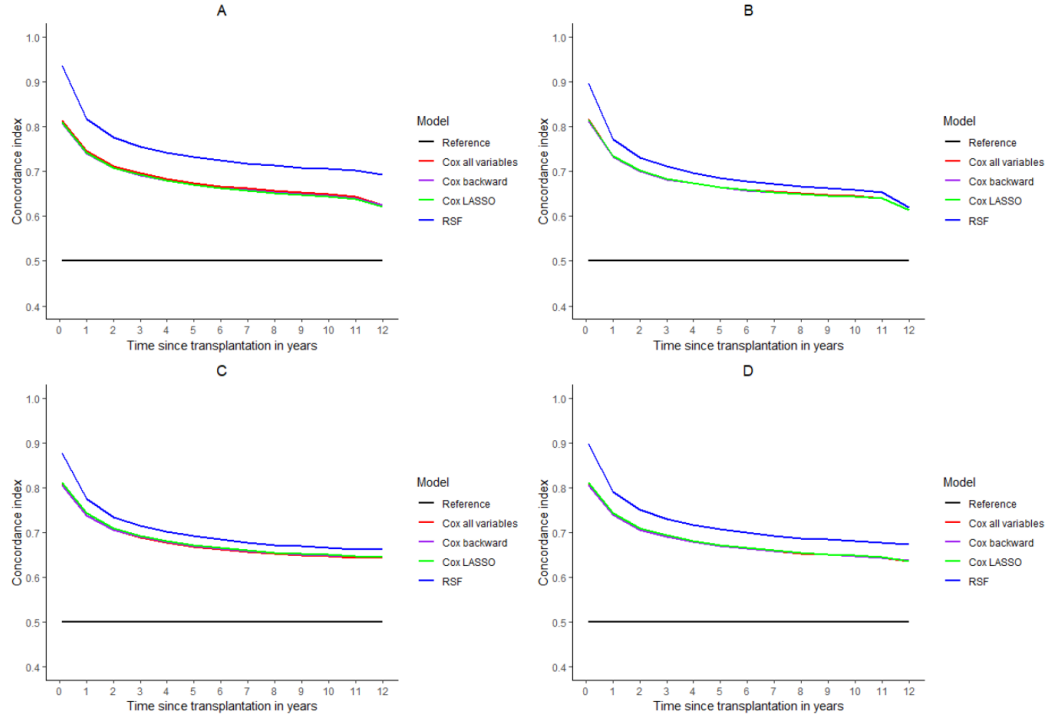 A
Concordance index
1.0
0.9
0.8
0.7
0.6
0.5
0.4
0 1 2 3 4 5 6 7 8 9 10 11 12
Time since transplantation in years
Model
Reference
Cox all variables
Cox backward
Cox LASSO
RSF
B
Concordance index
1.0
0.9
0.8
0.7
0.6
0.5
0.4
0 1 2 3 4 5 6 7 8 9 10 11 12
Time since transplantation in years
Model
Reference
Cox all variables
Cox backward
Cox LASSO
RSF
C
Concordance index
1.0
0.9
0.8
0.7
0.6
0.5
0.4
0 1 2 3 4 5 6 7 8 9 10 11 12
Time since transplantation in years
Model
Reference
Cox all variables
Cox backward
Cox LASSO
RSF
D
Concordance index
1.0
0.9
0.8
0.7
0.6
0.5
0.4
0 1 2 3 4 5 6 7 8 9 10 11 12
Time since transplantation in years
Model
Reference
Cox all variables
Cox backward
Cox LASSO
RSF